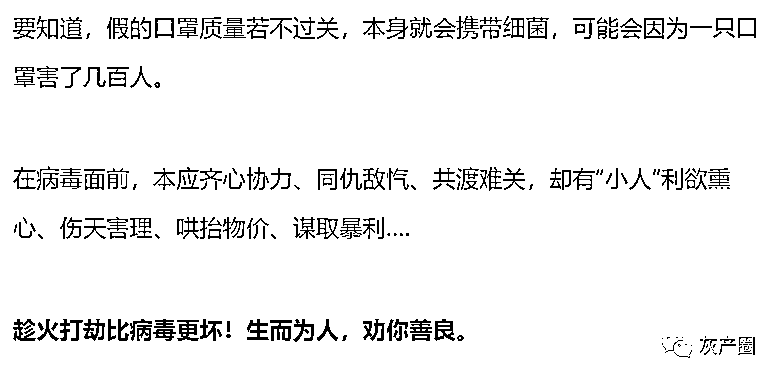 要知道，假的口罩质量若不过关，本身就会携带细菌，可能会因为一只口
罩害了几百人。
在病毒面前，本应齐心协力、同仇敌忾、共渡难关，却有“小人”利欲熏
心、伤天害理、哄抬物价、谋取暴利....
趁火打劫比病毒更坏！生而为人，劝你善良。
灰产圈